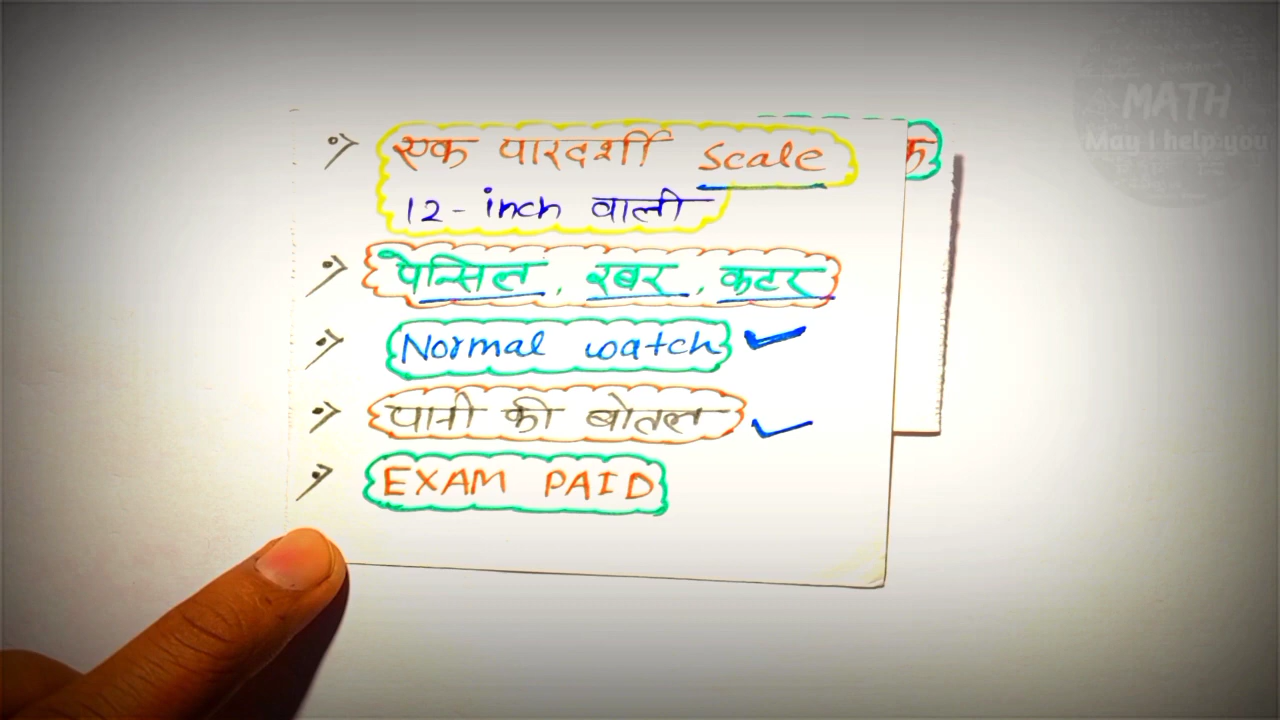 एक पारदर्शी Scale
12-inch वाली
पेन्सिल, रबर, कटर
Normal watch
पानी की बोतल
EXAM PAID
MATH
May I help you